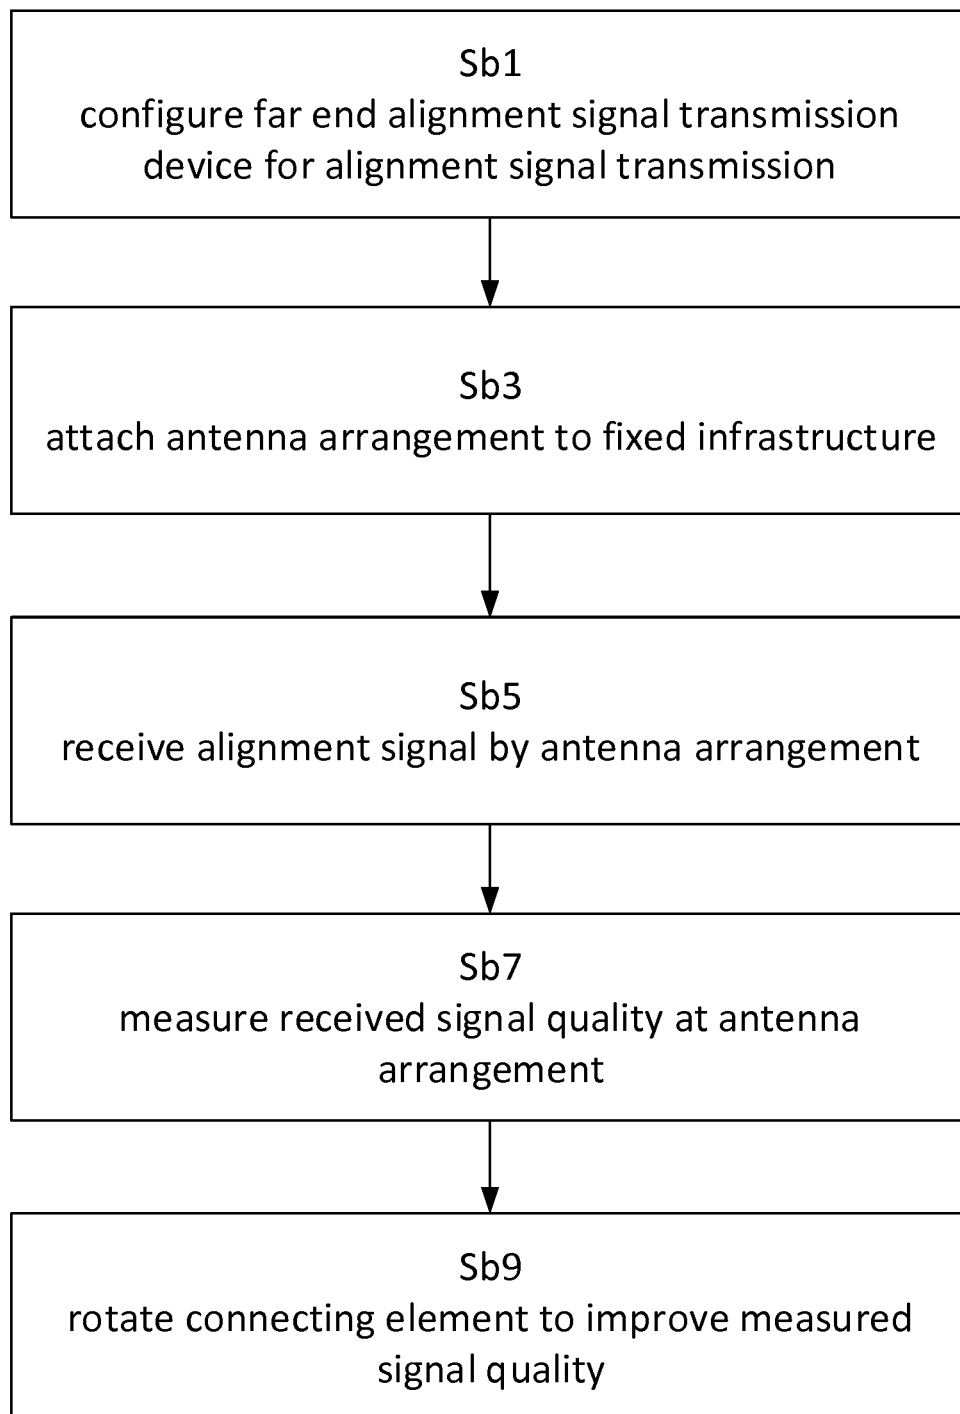 Sb1
configure far end alignment signal transmission
device for alignment signal transmission
Sb3
attach antenna arrangement to fixed infrastructure
Sb5
receive alignment signal by antenna arrangement
Sb7
measure received signal quality at antenna
arrangement
Sb9
rotate connecting element to improve measured
signal quality